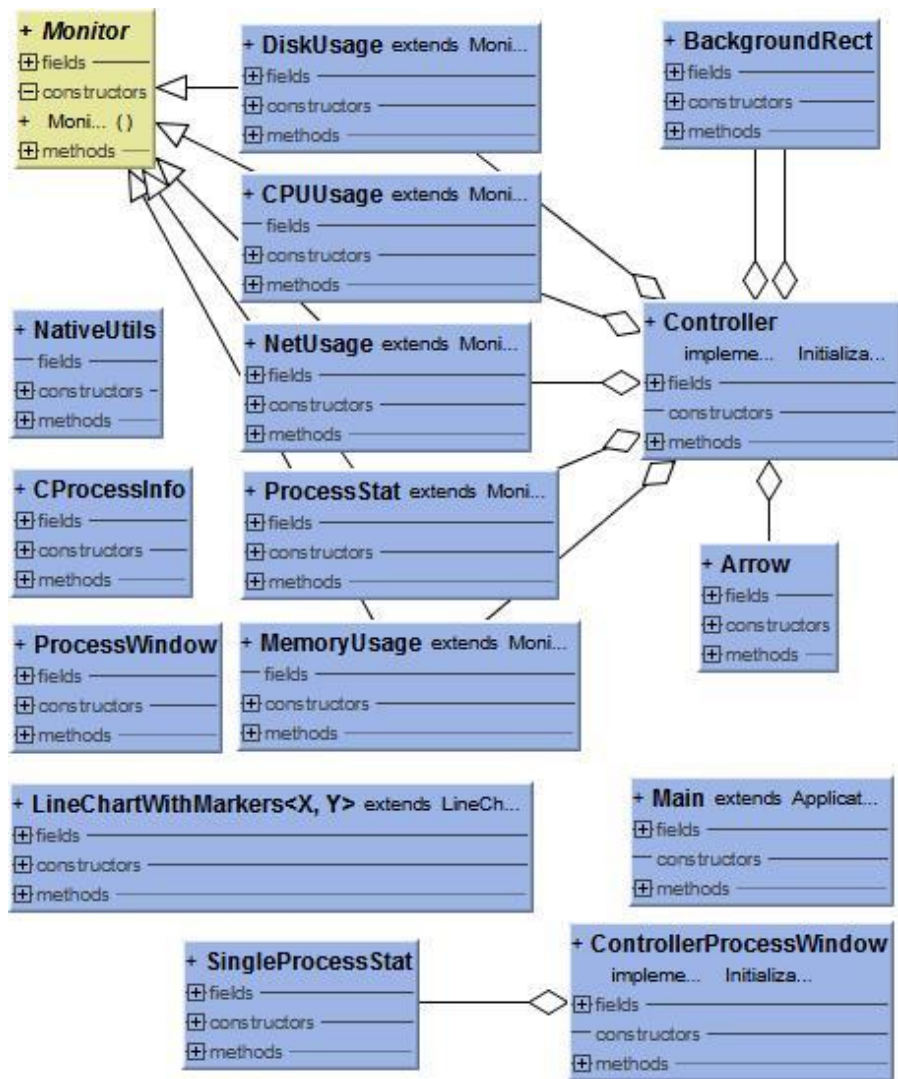 + Monitor
+ fields
- constructors
+ Moni... ()
+ methods
+ DiskUsage extends Moni...
+ fields
+ constructors
+ methods
+ BackgroundRect
+ fields
+ constructors
+ methods
+ CPUUsage extends Moni...
fields
+ constructors
+ methods
+ NativeUtils
fields
+ constructors
+ methods
+ NetUsage extends Moni...
+ fields
+ constructors
+ methods
+ Controller
impleme... Initializa...
+ fields
constructors
+ methods
+ CProcessInfo
+ fields
+ constructors
+ methods
+ ProcessStat extends Moni...
+ fields
+ constructors
+ methods
+ Arrow
+ fields
+ constructors
+ methods
+ ProcessWindow
+ fields
+ constructors
+ methods
+ MemoryUsage extends Moni...
fields
+ constructors
+ methods
+ LineChartWithMarkers<X, Y> extends LineCh...
+ fields
+ constructors
+ methods
+ Main extends Applicat...
+ fields
constructors
+ methods
+ SingleProcessStat
+ fields
+ constructors
+ methods
+ ControllerProcessWindow
impleme... Initializa...
+ fields
constructors
+ methods